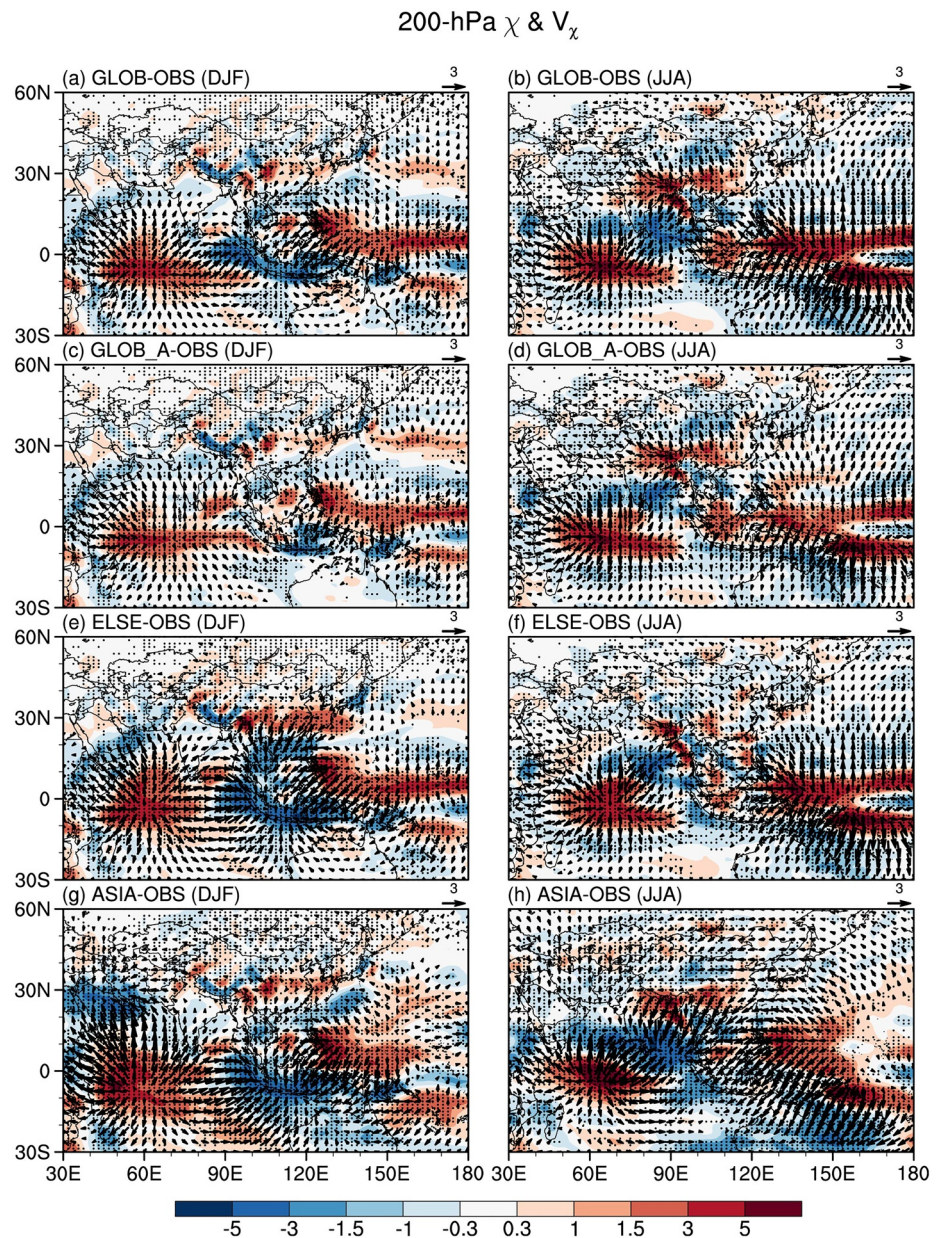 200-hPa χ & Vχ
(a) GLOB-OBS (DJF) 3
(b) GLOB-OBS (JJA) 3
60N
30N
0
30S
(c) GLOB_A-OBS (DJF) 3
(d) GLOB_A-OBS (JJA) 3
60N
30N
0
30S
(e) ELSE-OBS (DJF) 3
(f) ELSE-OBS (JJA) 3
60N
30N
0
30S
(g) ASIA-OBS (DJF) 3
(h) ASIA-OBS (JJA) 3
60N
30N
0
30S
30E 60E 90E 120E 150E 180
30E 60E 90E 120E 150E 180
-5 -3 -1.5 -1 -0.3 0.3 1 1.5 3 5